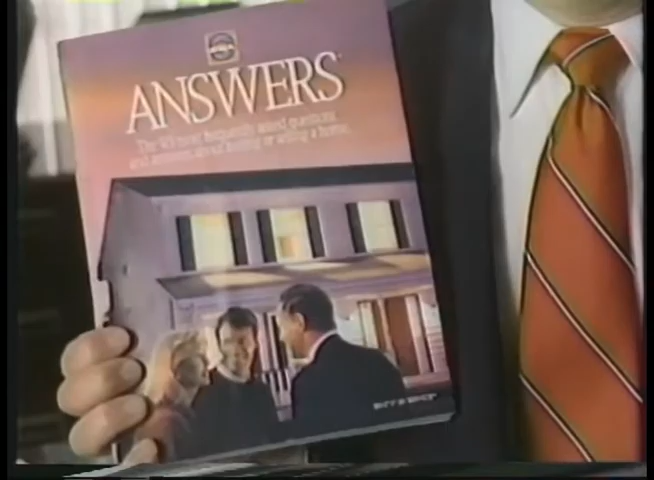 ANSWERS
The 93 most frequently asked questions
and answers about buying or selling a home.